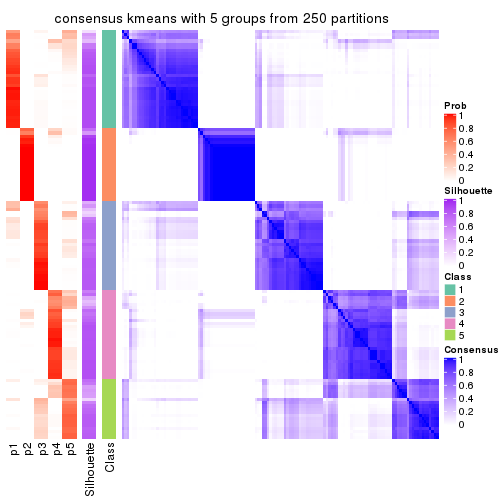 consensus kmeans with 5 groups from 250 partitions
Prob
1
0.8
0.6
0.4
0.2
0
Silhouette
1
0.8
0.6
0.4
0.2
0
Class
1
2
3
4
5
Consensus
1
0.8
0.6
0.4
0.2
0
p1
p2
p3
p4
p5
Silhouette
Class